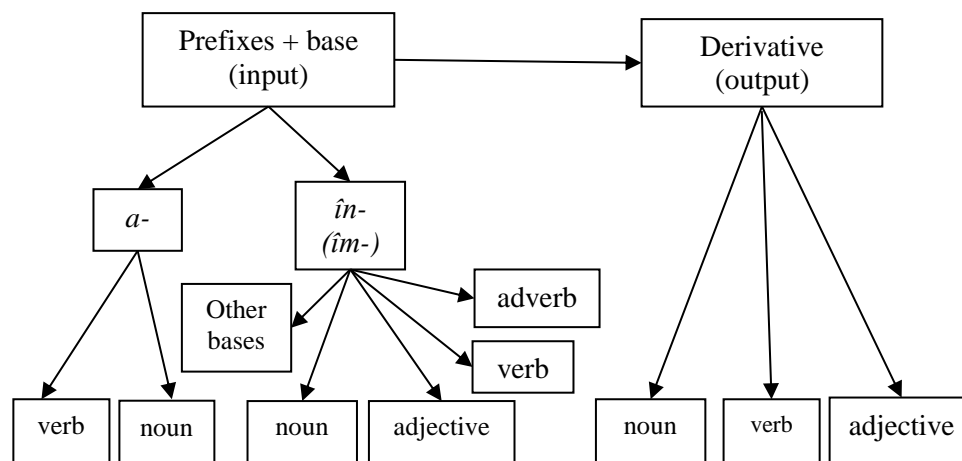 Prefixes + base
(input)
Derivative
(output)
a-
în-
(îm-)
Other
bases
adverb
verb
verb
noun
noun
adjective
noun
verb
adjective